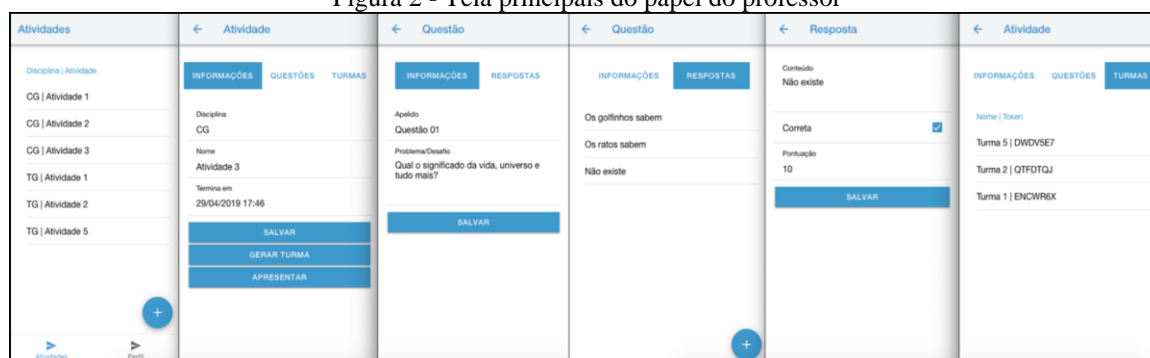 Figura 2 - Tela principais do papel do professor
Atividades
Disciplina | Atividade
CG | Atividade 1
CG | Atividade 2
CG | Atividade 3
TG | Atividade 1
TG | Atividade 2
TG | Atividade 5
+
Atividades
Perfil
← Atividade
INFORMAÇÕES QUESTÕES TURMAS
Disciplina
CG
Nome
Atividade 3
Termina em
29/04/2019 17:46
SALVAR
GERAR TURMA
APRESENTAR
← Questão
INFORMAÇÕES RESPOSTAS
Apelido
Questão 01
Problema/Desafio
Qual o significado da vida, universo e
tudo mais?
SALVAR
← Questão
INFORMAÇÕES RESPOSTAS
Os golfinhos sabem
Os ratos sabem
Não existe
+
← Resposta
Conteúdo
Não existe
Correta
Pontuação
10
SALVAR
← Atividade
INFORMAÇÕES QUESTÕES TURMAS
Nome | Token
Turma 5 | DWDV5E7
Turma 2 | QTFDTQJ
Turma 1 | ENCWR6X